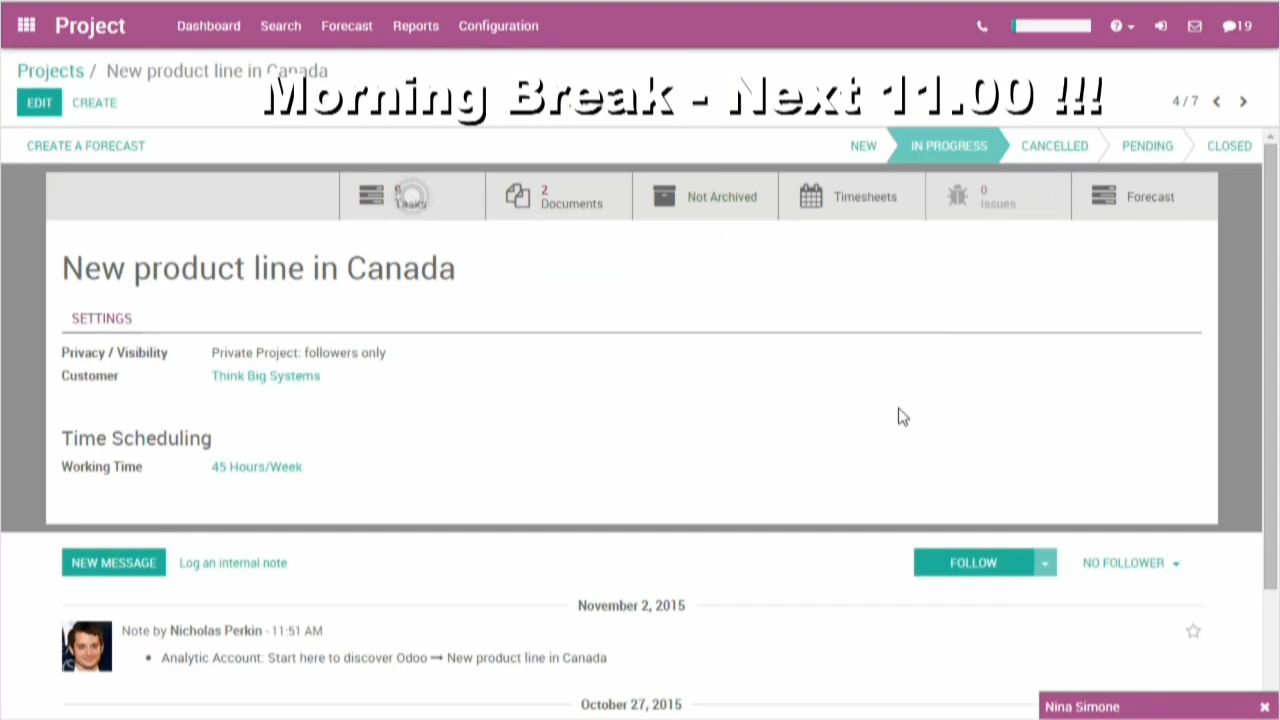 Project Dashboard Search Forecast Reports Configuration 19
Projects / New product line in Canada
Morning Break - Next 11.00 !!!
EDIT CREATE 4 / 7
CREATE A FORECAST NEW IN PROGRESS CANCELLED PENDING CLOSED
2 Documents
Not Archived
Timesheets
0 Issues
Forecast
New product line in Canada
SETTINGS
Privacy / Visibility Private Project: followers only
Customer Think Big Systems
Time Scheduling
Working Time 45 Hours/Week
NEW MESSAGE Log an internal note FOLLOW NO FOLLOWER
November 2, 2015
Note by Nicholas Perkin - 11:51 AM
• Analytic Account: Start here to discover Odoo → New product line in Canada
October 27, 2015
Nina Simone ×